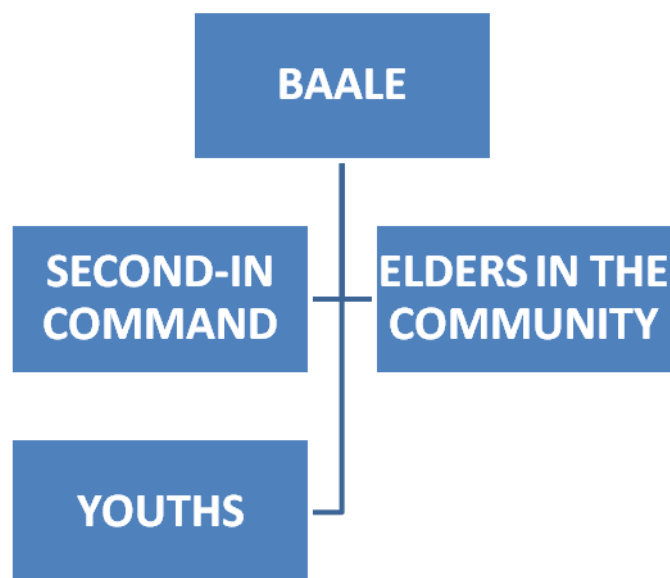 BAALE
SECOND-IN
COMMAND
ELDERS IN THE
COMMUNITY
YOUTHS